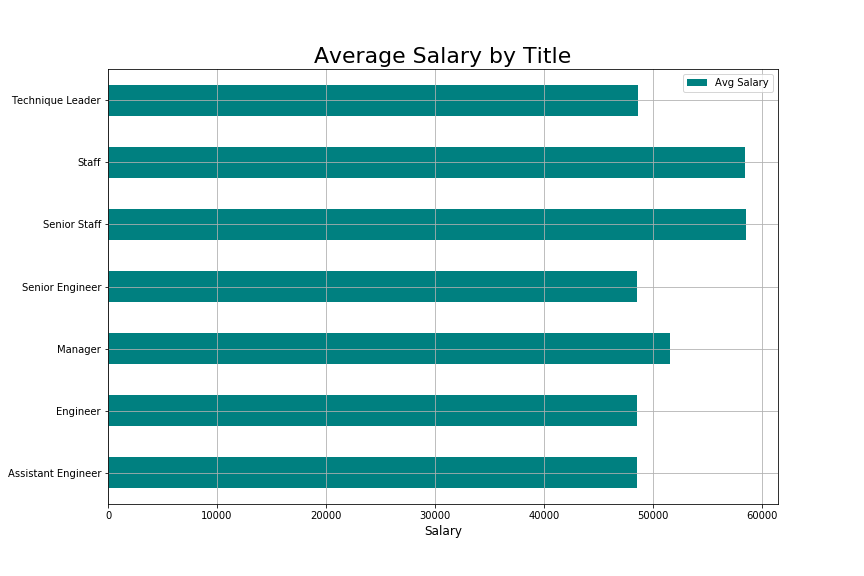 Average Salary by Title
Avg Salary
Technique Leader
Staff
Senior Staff
Senior Engineer
Manager
Engineer
Assistant Engineer
0 10000 20000 30000 40000 50000 60000
Salary